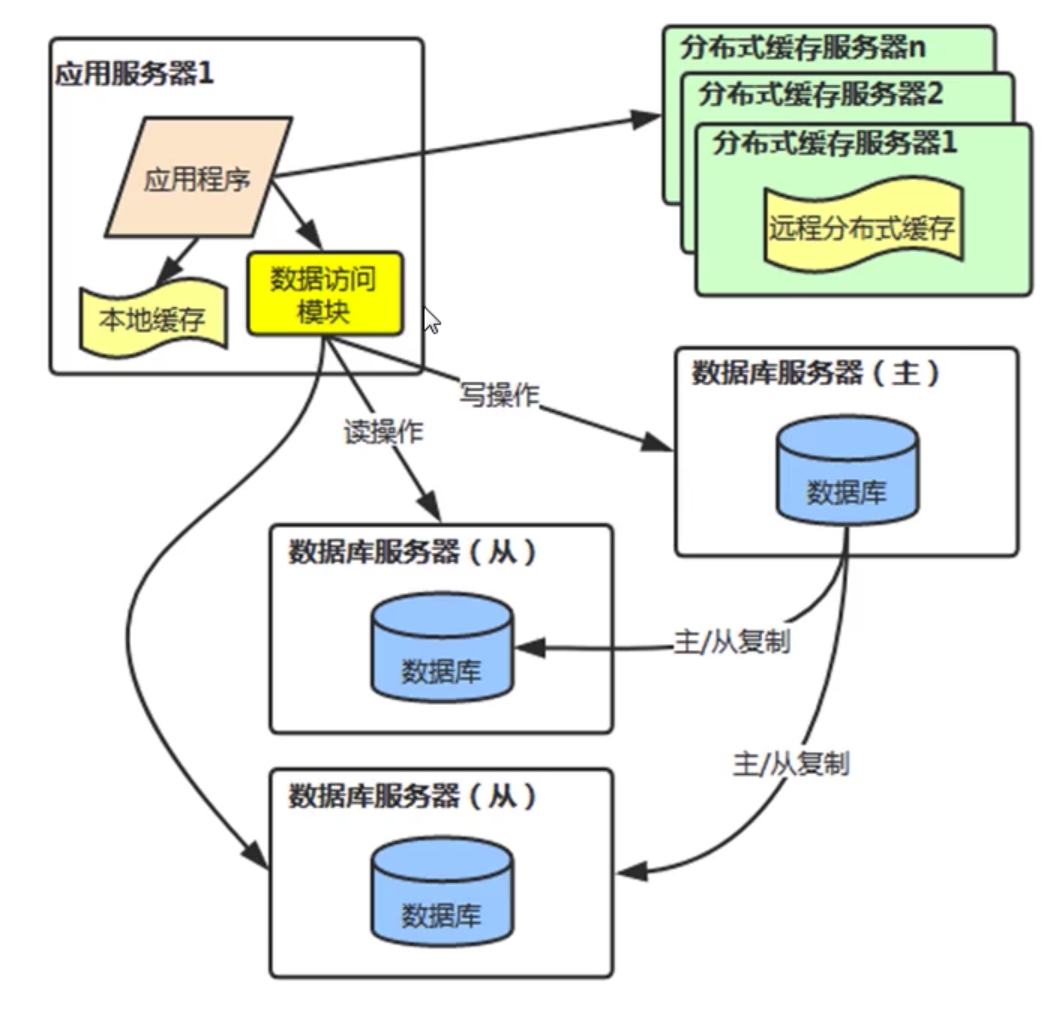 应用服务器1
应用程序
本地缓存
数据访问
模块
分布式缓存服务器n
分布式缓存服务器2
分布式缓存服务器1
远程分布式缓存
写操作
读操作
数据库服务器（主）
数据库
数据库服务器（从）
数据库
主/从复制
主/从复制
数据库服务器（从）
数据库